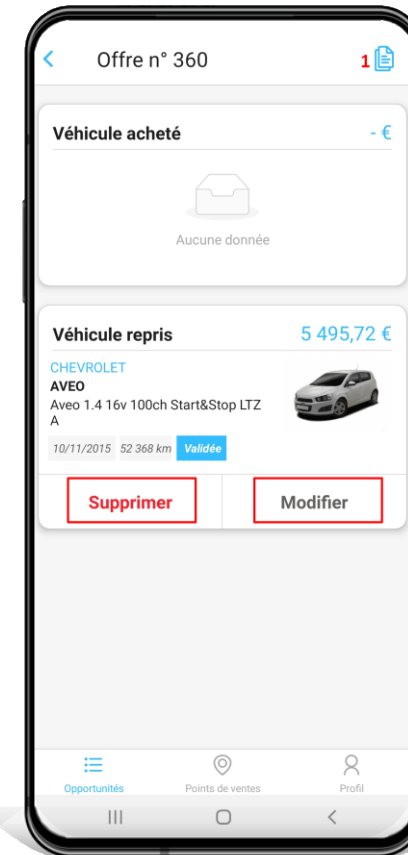 Offre n° 360
1
Véhicule acheté
- €
Aucune donnée
Véhicule repris
5 495,72 €
CHEVROLET
AVEO
Aveo 1.4 16v 100ch Start&Stop LTZ
A
10/11/2015 52 368 km Validée
Supprimer Modifier
Opportunités Points de ventes Profil